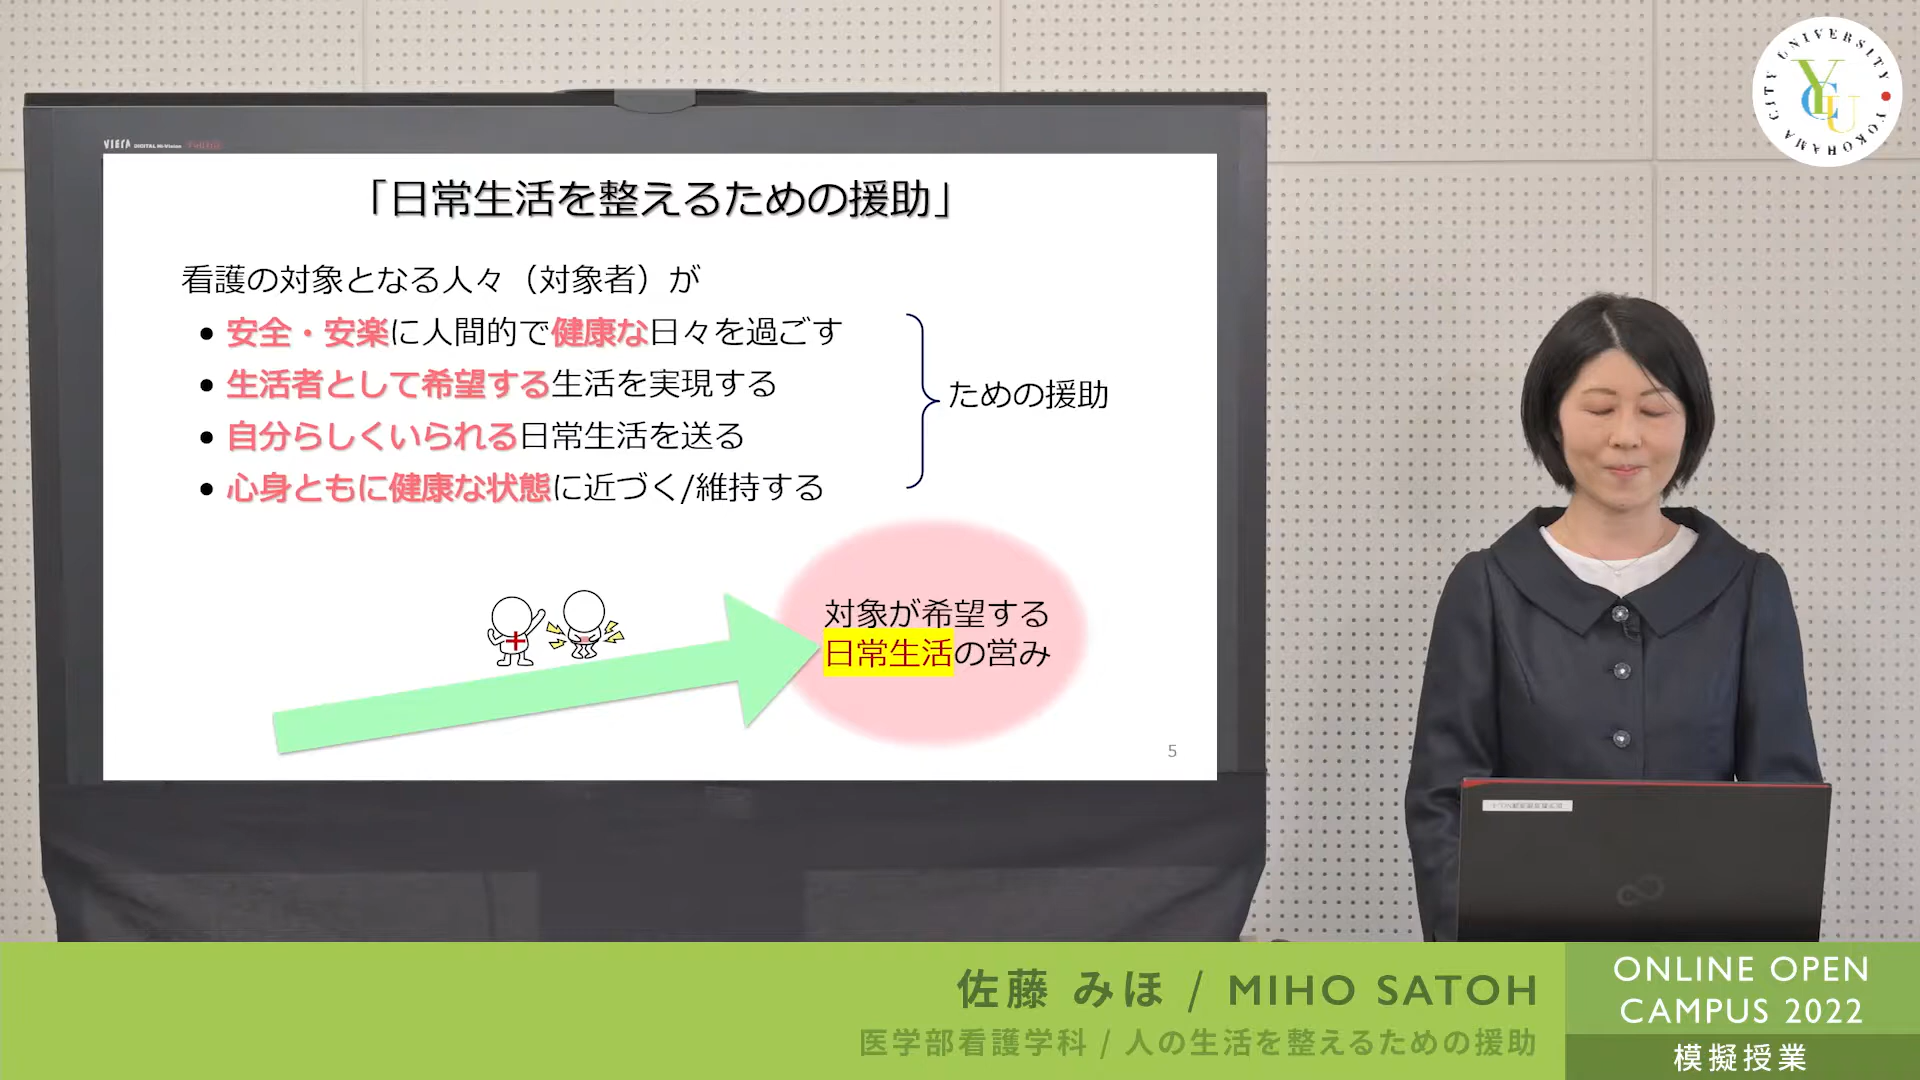 YOKOHAMA CITY UNIVERSITY
YCU
VIERA
「日常生活を整えるための援助」
看護の対象となる人々（対象者）が
● 安全・安楽に人間的で健康な日々を過ごす
● 生活者として希望する生活を実現する
● 自分らしくいられる日常生活を送る
● 心身ともに健康な状態に近づく/維持する
ための援助
対象が希望する
日常生活の営み
5
佐藤 みほ / MIHO SATOH
医学部看護学科 / 人の生活を整えるための援助
ONLINE OPEN
CAMPUS 2022
模擬授業